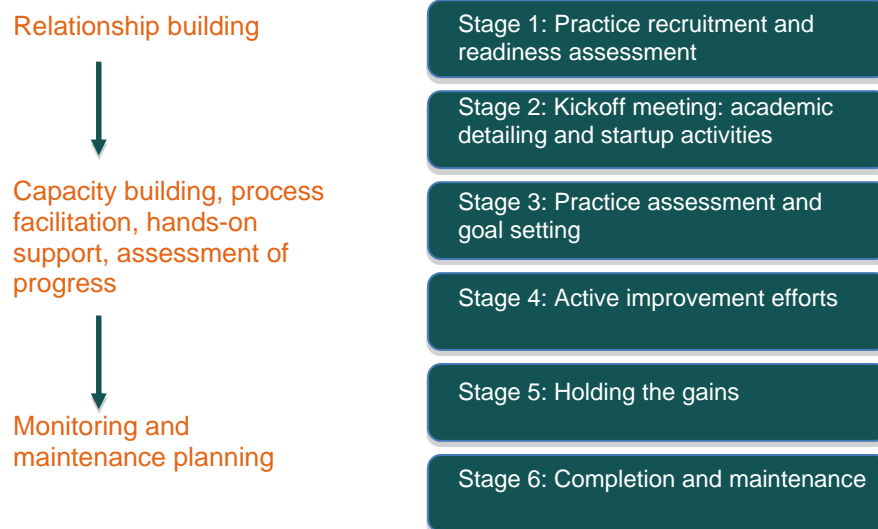 Relationship building
Capacity building, process
facilitation, hands-on
support, assessment of
progress
Monitoring and
maintenance planning
Stage 1: Practice recruitment and
readiness assessment
Stage 2: Kickoff meeting: academic
detailing and startup activities
Stage 3: Practice assessment and
goal setting
Stage 4: Active improvement efforts
Stage 5: Holding the gains
Stage 6: Completion and maintenance